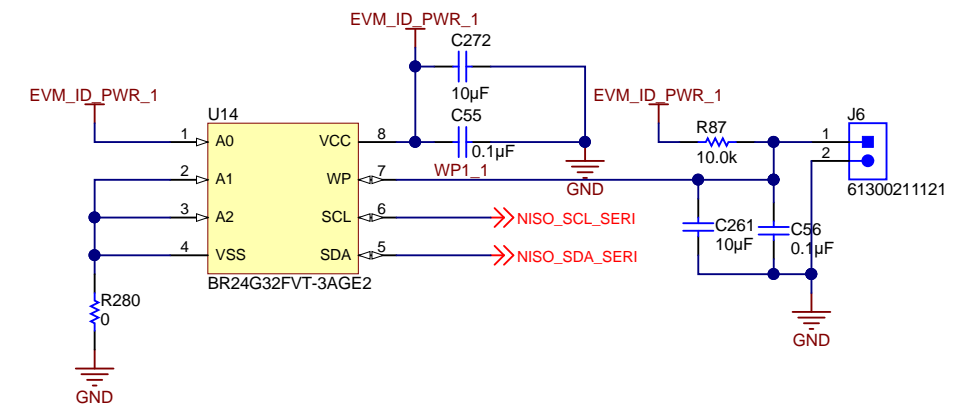 EVM_ID_PWR_1
C272
10µF
EVM_ID_PWR_1
U14
C55
0.1µF
EVM_ID_PWR_1
J6
R87
10.0k
1
2
61300211121
1
A0
VCC
8
2
A1
WP
7
WP1_1
GND
3
A2
SCL
6
NISO_SCL_SERI
4
VSS
SDA
5
NISO_SDA_SERI
BR24G32FVT-3AGE2
C261
10µF
C56
0.1µF
R280
0
GND
GND